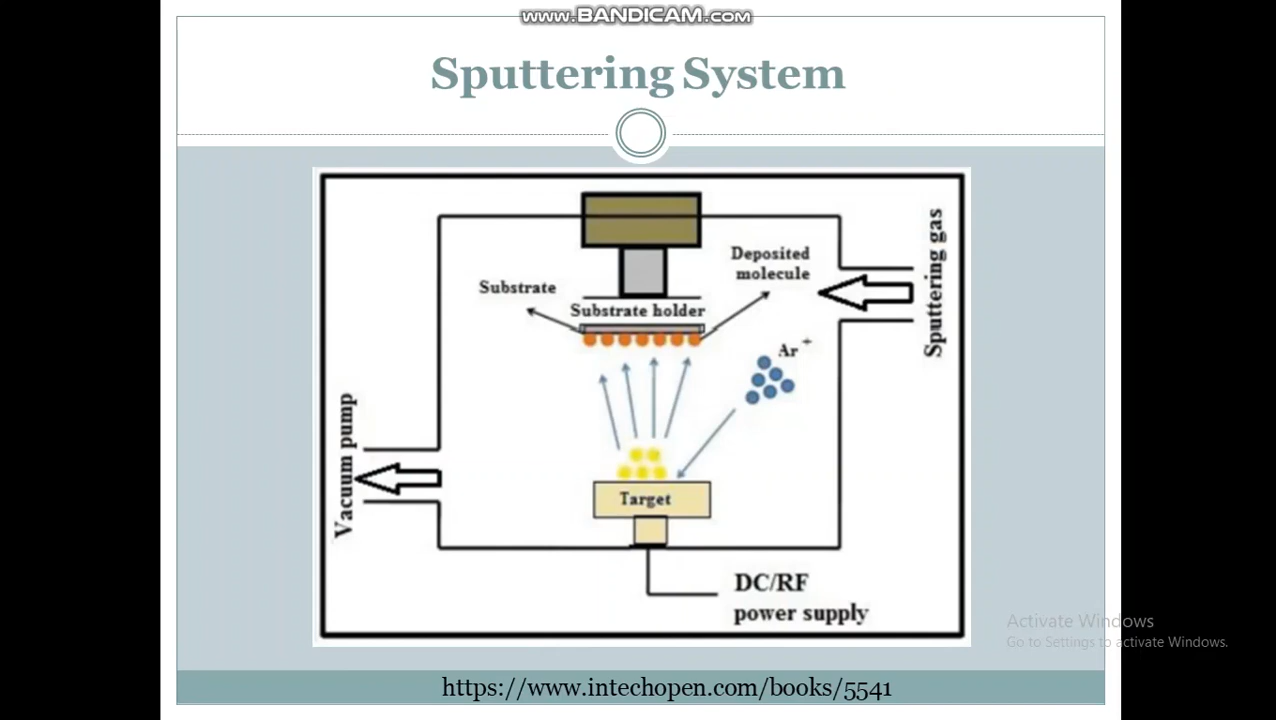 www.BANDICAM.com
Sputtering System
Sputtering gas
Deposited
molecule
Substrate
Substrate holder
Ar +
Vacuum pump
Target
DC/RF
power supply
Activate Windows
Go to Settings to activate Windows.
https://www.intechopen.com/books/5541